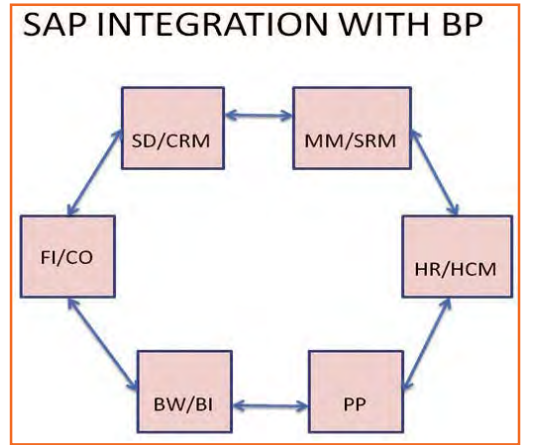 SAP INTEGRATION WITH BP
SD/CRM
MM/SRM
FI/CO
HR/HCM
BW/BI
PP